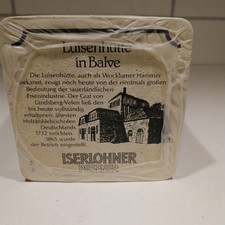 Luisenhütte
in Balve
Die Luisenhütte, auch als Wocklumer Hammer
bekannt, zeigt noch heute von der einstmals großen
Bedeutung der sauerländischen
Eisenindustrie. Der Graf von
Landsberg-Velen ließ den
bis heute vollständig
erhaltenen, ältesten
Holzkohlehochofen
Deutschlands
1732 errichten.
1865 wurde
der Betrieb eingestellt.
ISERLOHNER